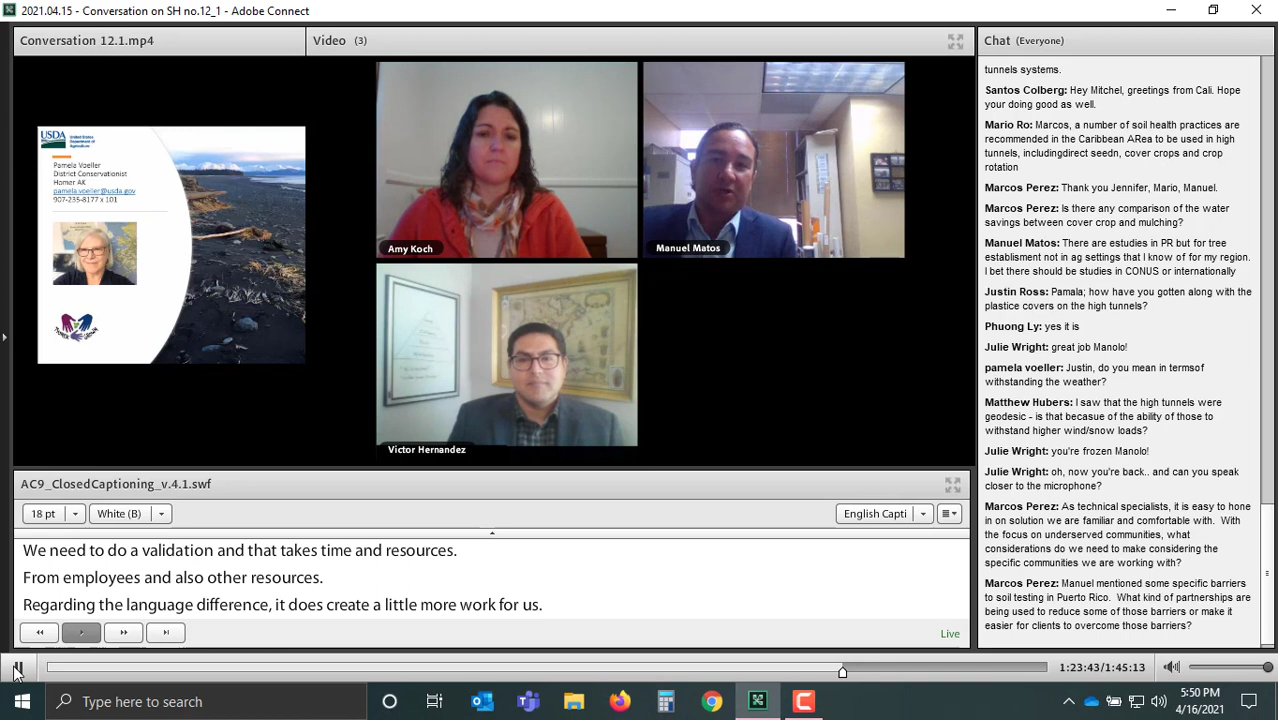 2021.04.15 – Conversation on SH no.12_1 - Adobe Connect
Conversation 12.1.mp4
Video (3)
USDA United States Department of Agriculture
Pamela Voeller
District Conservationist
Homer AK
pamela.voeller@usda.gov
907-235-8177 x 101
Amy Koch
Manuel Matos
Victor Hernandez
AC9_ClosedCaptioning_v.4.1.swf
18 pt
White (B)
English Capti
We need to do a validation and that takes time and resources.
From employees and also other resources.
Regarding the language difference, it does create a little more work for us.
Live
Chat (Everyone)
tunnels systems.
Santos Colberg: Hey Mitchel, greetings from Cali. Hope
your doing good as well.
Mario Ro: Marcos, a number of soil health practices are
recommended in the Caribbean ARea to be used in high
tunnels, includingdirect seedn, cover crops and crop
rotation
Marcos Perez: Thank you Jennifer, Mario, Manuel.
Marcos Perez: Is there any comparison of the water
savings between cover crop and mulching?
Manuel Matos: There are estudies in PR but for tree
establisment not in ag settings that I know of for my region.
I bet there should be studies in CONUS or internationally
Justin Ross: Pamala; how have you gotten along with the
plastice covers on the high tunnels?
Phuong Ly: yes it is
Julie Wright: great job Manolo!
pamela voeller: Justin, do you mean in termsof
withstanding the weather?
Matthew Hubers: I saw that the high tunnels were
geodesic - is that becasue of the ability of those to
withstand higher wind/snow loads?
Julie Wright: you're frozen Manolo!
Julie Wright: oh, now you're back.. and can you speak
closer to the microphone?
Marcos Perez: As technical specialists, it is easy to hone
in on solution we are familiar and comfortable with. With
the focus on underserved communities, what
considerations do we need to make considering the
specific communities we are working with?
Marcos Perez: Manuel mentioned some specific barriers
to soil testing in Puerto Rico. What kind of partnerships are
being used to reduce some of those barriers or make it
easier for clients to overcome those barriers?
1:23:43/1:45:13
Type here to search
5:50 PM
4/16/2021